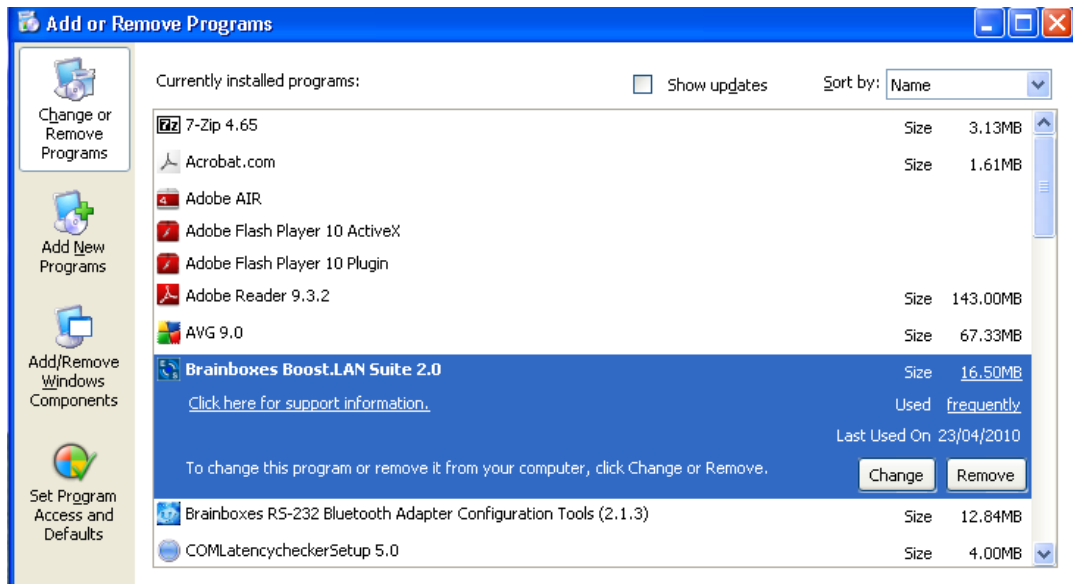 Add or Remove Programs
Change or
Remove
Programs
Add New
Programs
Add/Remove
Windows
Components
Set Program
Access and
Defaults
Currently installed programs: Show updates Sort by: Name
7-Zip 4.65 Size 3.13MB
Acrobat.com Size 1.61MB
Adobe AIR
Adobe Flash Player 10 ActiveX
Adobe Flash Player 10 Plugin
Adobe Reader 9.3.2 Size 143.00MB
AVG 9.0 Size 67.33MB
Brainboxes Boost.LAN Suite 2.0 Size 16.50MB
Click here for support information. Used frequently
Last Used On 23/04/2010
To change this program or remove it from your computer, click Change or Remove. Change Remove
Brainboxes RS-232 Bluetooth Adapter Configuration Tools (2.1.3) Size 12.84MB
COMLatencycheckerSetup 5.0 Size 4.00MB